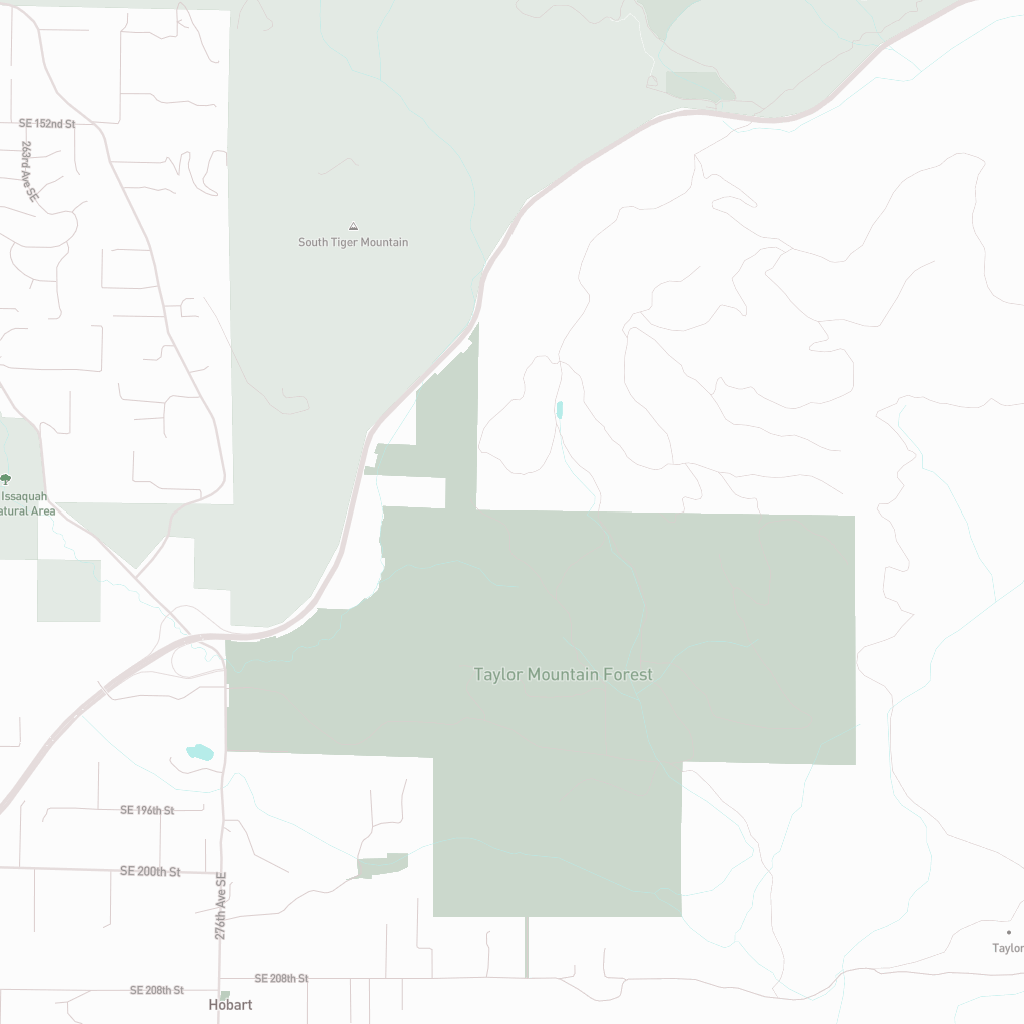 SE 152nd St
263rd Ave SE
South Tiger Mountain
Issaquah
atural Area
Taylor Mountain Forest
SE 196th St
SE 200th St
276th Ave SE
Taylor
SE 208th St
SE 208th St
Hobart